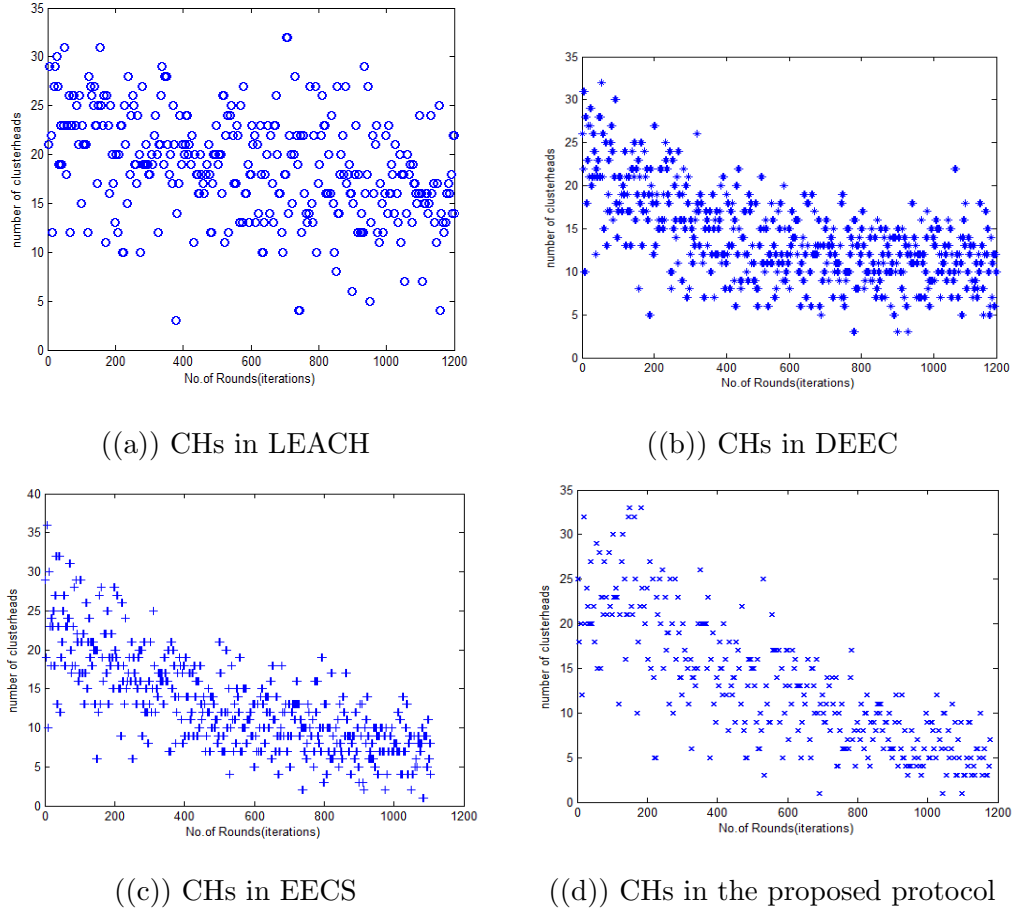 35
30
25
20
15
10
5
0
number of clusterheads
0 200 400 600 800 1000 1200
No.of Rounds(iterations)
((a)) CHs in LEACH
35
30
25
20
15
10
5
0
number of clusterheads
0 200 400 600 800 1000 1200
No.of Rounds(iterations)
((b)) CHs in DEEC
40
35
30
25
20
15
10
5
0
number of clusterheads
0 200 400 600 800 1000 1200
No.of Rounds(iterations)
((c)) CHs in EECS
35
30
25
20
15
10
5
0
number of clusterheads
0 200 400 600 800 1000 1200
No.of Rounds(iterations)
((d)) CHs in the proposed protocol